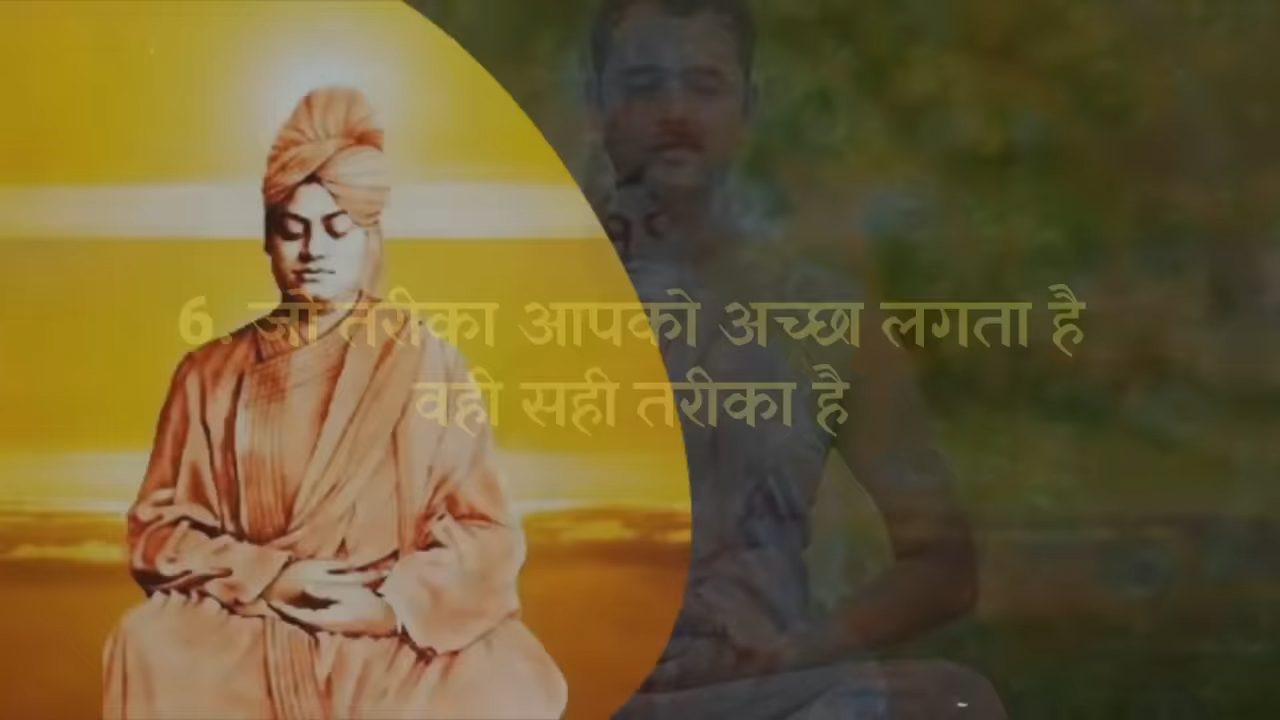 6. जो तरीका आपको अच्छा लगता है
वही सही तरीका है